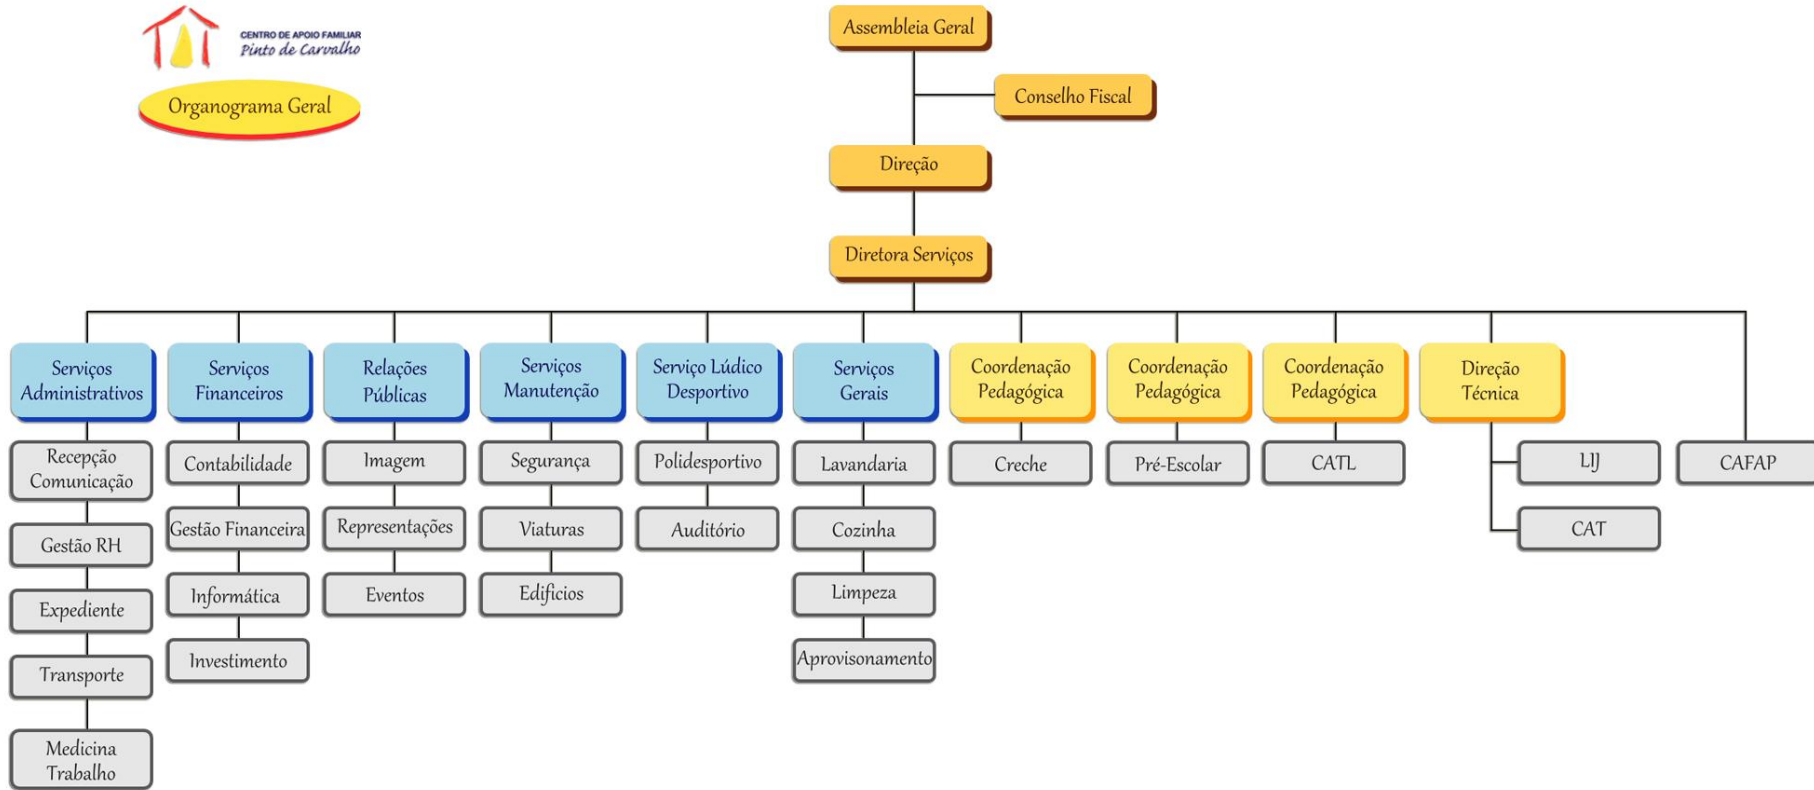 CENTRO DE APOIO FAMILIAR
Pinto de Carvalho
Organograma Geral
Assembleia Geral
Conselho Fiscal
Direção
Diretora Serviços
Serviços
Administrativos
Recepção
Comunicação
Gestão RH
Expediente
Transporte
Medicina
Trabalho
Serviços
Financeiros
Contabilidade
Gestão Financeira
Informática
Investimento
Relações
Públicas
Imagem
Representações
Eventos
Serviços
Manutenção
Segurança
Viaturas
Edificios
Serviço Lúdico
Desportivo
Polidesportivo
Auditório
Serviços
Gerais
Lavandaria
Cozinha
Limpeza
Aprovisonamento
Coordenação
Pedagógica
Creche
Coordenação
Pedagógica
Pré-Escolar
Coordenação
Pedagógica
CATL
Direção
Técnica
LIJ
CAT
CAFAP